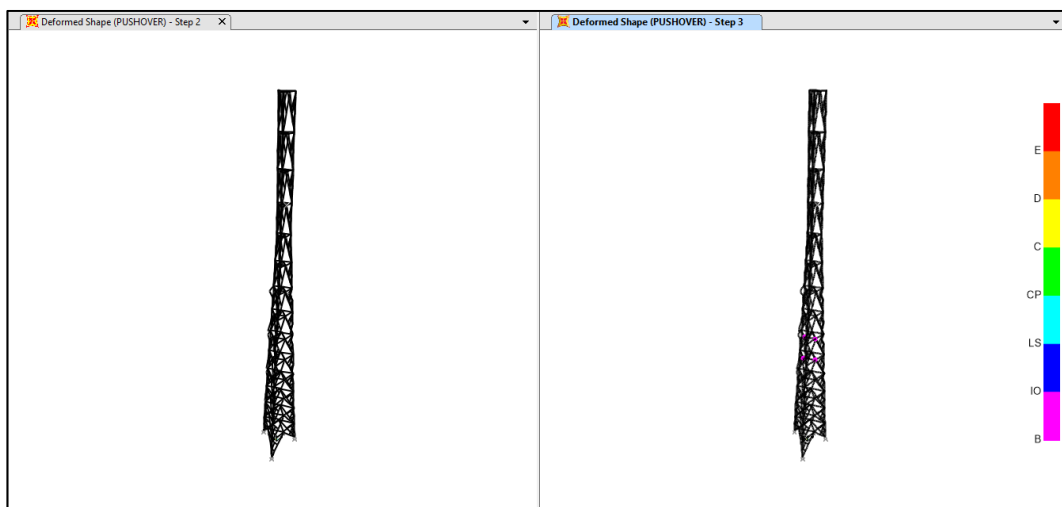 Deformed Shape (PUSHOVER) - Step 2
X
Deformed Shape (PUSHOVER) - Step 3
E
D
C
CP
LS
IO
B